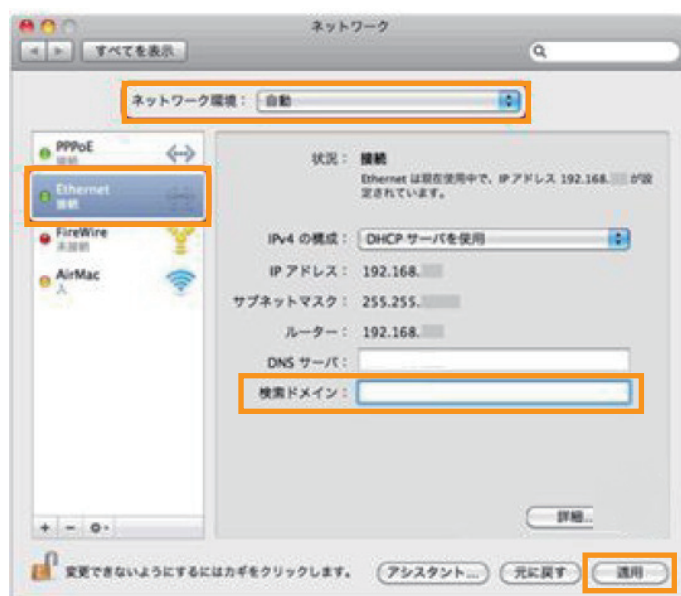 ネットワーク
すべてを表示
ネットワーク環境： 自動
PPPoE
接続
Ethernet
接続
FireWire
未接続
AirMac
入
状況： 接続
Ethernet は現在使用中で、IP アドレス 192.168. が設
定されています。
IPv4 の構成： DHCP サーバを使用
IP アドレス： 192.168.
サブネットマスク： 255.255.
ルーター： 192.168.
DNS サーバ：
検索ドメイン：
詳細...
変更できないようにするにはカギをクリックします。
アシスタント...
元に戻す
適用